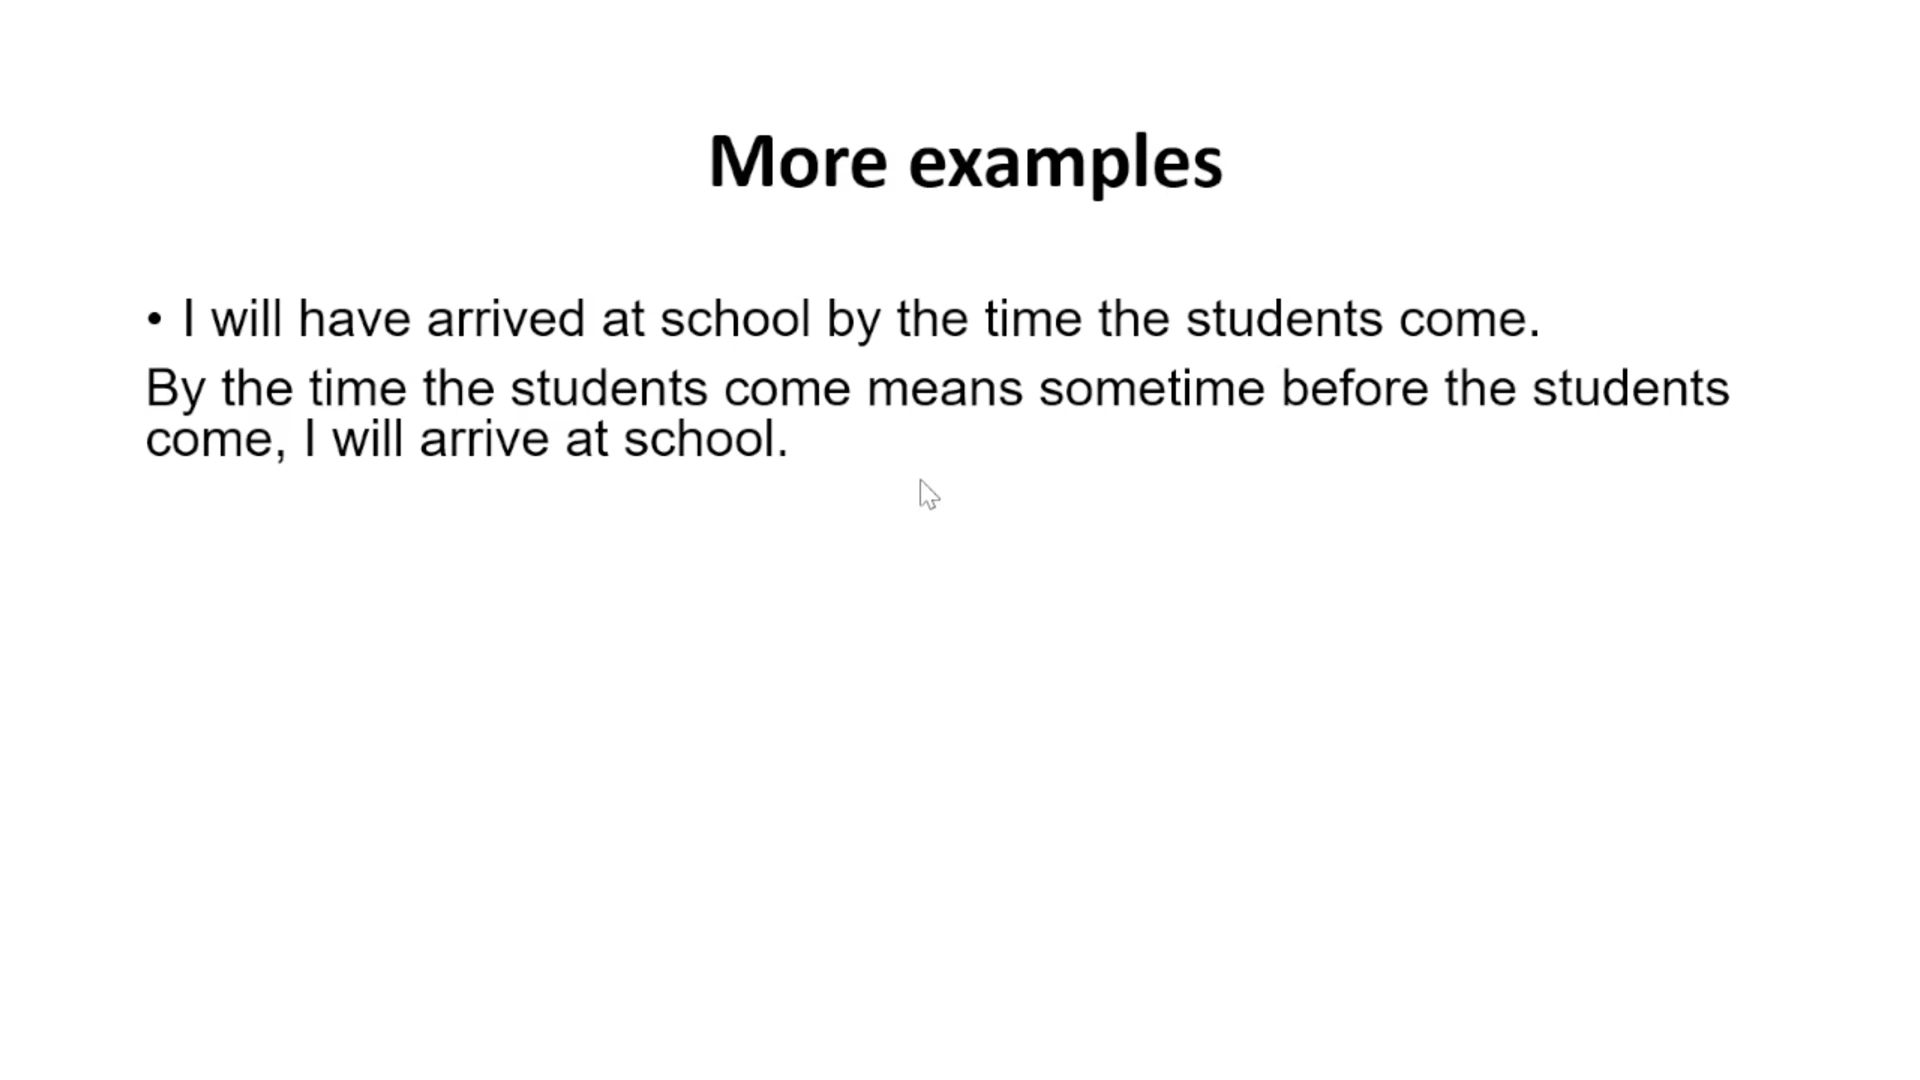 More examples
• I will have arrived at school by the time the students come.
By the time the students come means sometime before the students
come, I will arrive at school.